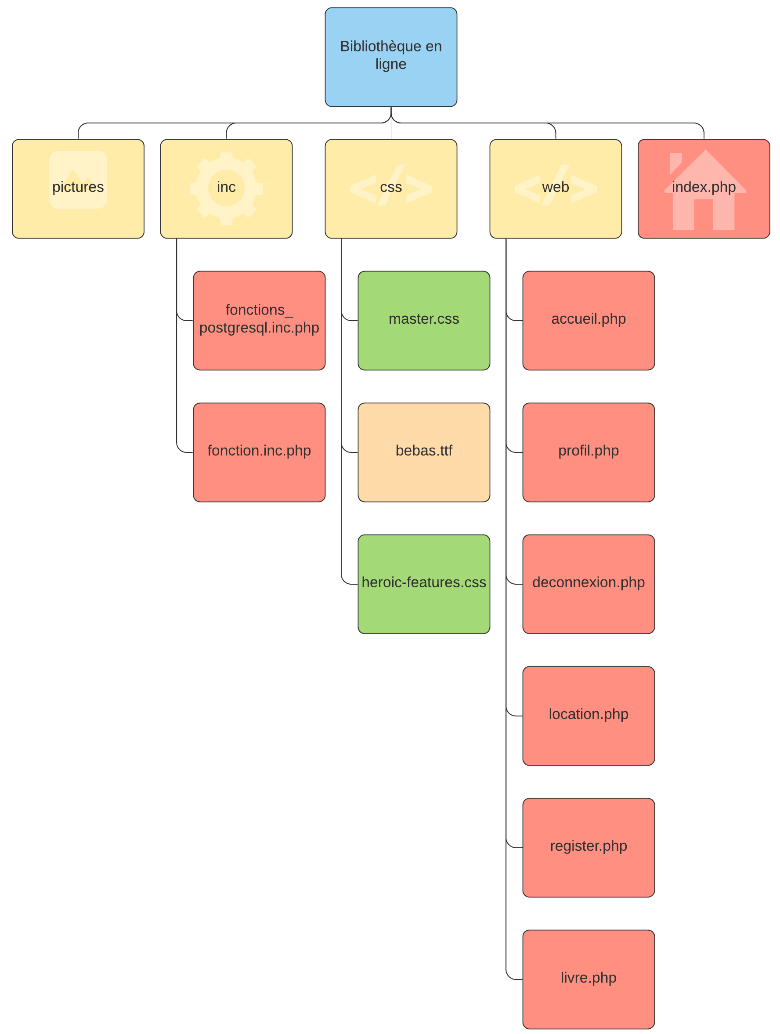 Bibliothèque en
ligne
pictures
inc
css
web
index.php
fonctions_
postgresql.inc.php
fonction.inc.php
master.css
bebas.ttf
heroic-features.css
accueil.php
profil.php
deconnexion.php
location.php
register.php
livre.php